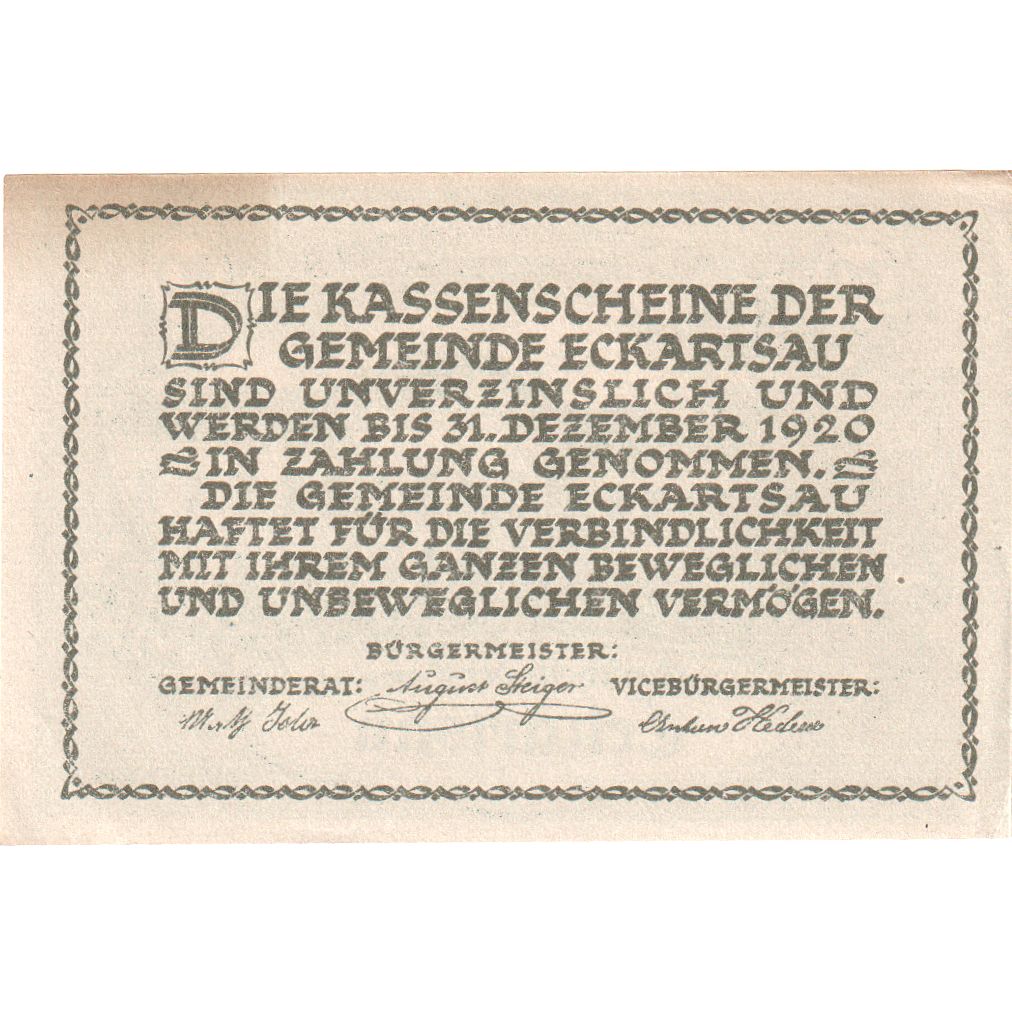 DIE KASSENSCHEINE DER
GEMEINDE ECKARTSAU
SIND UNVERZINSLICH UND
WERDEN BIS 31. DEZEMBER 1920
IN ZAHLUNG GENOMMEN.
DIE GEMEINDE ECKARTSAU
HAFTET FÜR DIE VERBINDLICHKEIT
MIT IHREM GANZEN BEWEGLICHEN
UND UNBEWEGLICHEN VERMÖGEN.
BÜRGERMEISTER:
GEMEINDERAT: August Steiger VICEBÜRGERMEISTER: